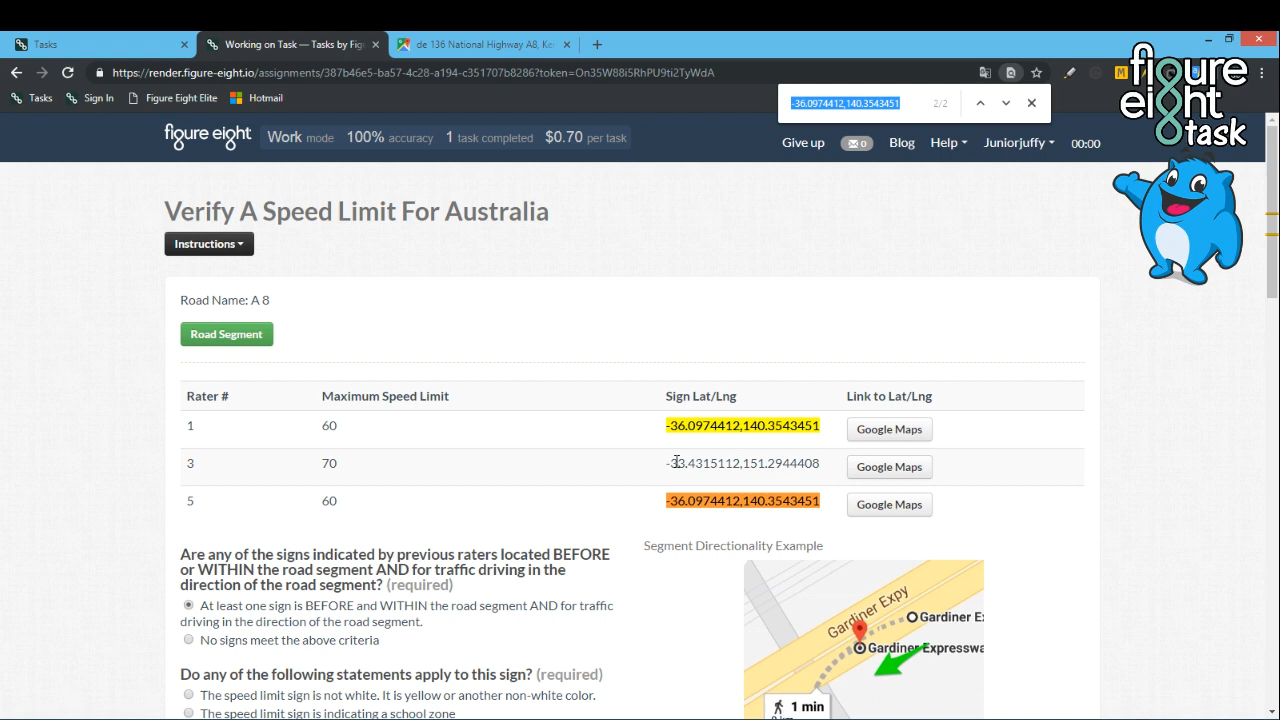 Tasks
Working on Task — Tasks by Fig
de 136 National Highway A8, Ke
https://render.figure-eight.io/assignments/387b46e5-ba57-4c28-a194-c351707b8286?token=On35W88i5RhPU9ti2TyWdA
Tasks
Sign In
Figure Eight Elite
Hotmail
-36.0974412,140.3543451
2/2
figure
eight
task
figure eight
Work mode
100% accuracy
1 task completed
$0.70 per task
Give up
0
Blog
Help
Juniorjuffy
00:00
Verify A Speed Limit For Australia
Instructions
Road Name: A 8
Road Segment
Rater # Maximum Speed Limit Sign Lat/Lng Link to Lat/Lng
1 60 -36.0974412,140.3543451 Google Maps
3 70 -33.4315112,151.2944408 Google Maps
5 60 -36.0974412,140.3543451 Google Maps
Are any of the signs indicated by previous raters located BEFORE
or WITHIN the road segment AND for traffic driving in the
direction of the road segment? (required)
At least one sign is BEFORE and WITHIN the road segment AND for traffic
driving in the direction of the road segment.
No signs meet the above criteria
Do any of the following statements apply to this sign? (required)
The speed limit sign is not white. It is yellow or another non-white color.
The speed limit sign is indicating a school zone
Segment Directionality Example
Gardiner Expy
Gardiner E
Gardiner Expresswa
1 min